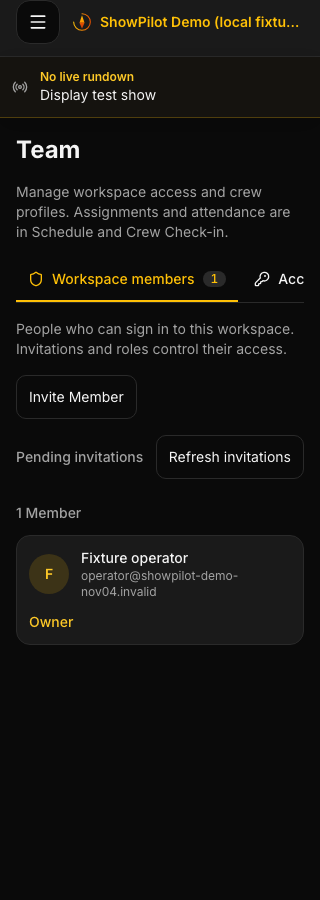 ShowPilot Demo (local fixtu...
No live rundown
Display test show
Team
Manage workspace access and crew
profiles. Assignments and attendance are
in Schedule and Crew Check-in.
Workspace members 1 Acc
People who can sign in to this workspace.
Invitations and roles control their access.
Invite Member
Pending invitations Refresh invitations
1 Member
F
Fixture operator
operator@showpilot-demo-
nov04.invalid
Owner